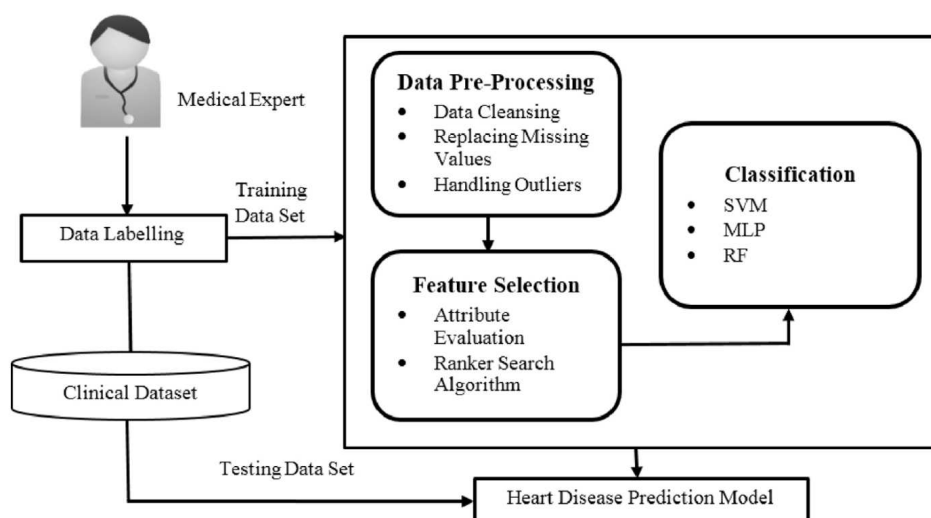 Medical Expert
Data Labelling
Clinical Dataset
Training
Data Set
Testing Data Set
Data Pre-Processing
• Data Cleansing
• Replacing Missing
Values
• Handling Outliers
Feature Selection
• Attribute
Evaluation
• Ranker Search
Algorithm
Classification
• SVM
• MLP
• RF
Heart Disease Prediction Model